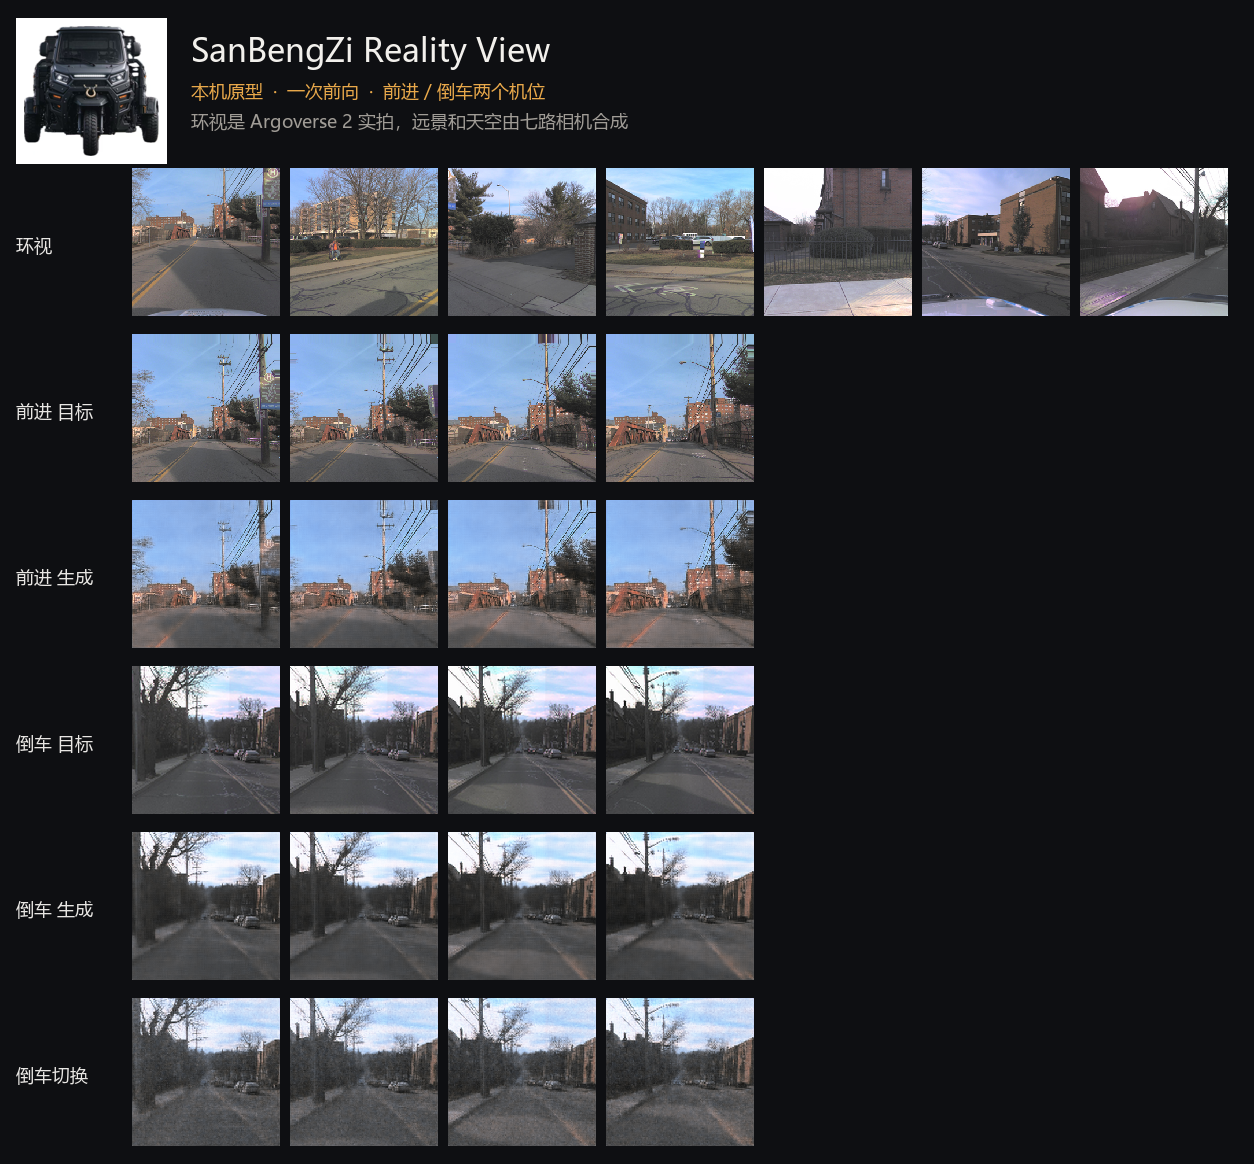 SanBengZi Reality View
本机原型 · 一次前向 · 前进 / 倒车两个机位
环视是 Argoverse 2 实拍，远景和天空由七路相机合成
环视
前进 目标
前进 生成
倒车 目标
倒车 生成
倒车切换